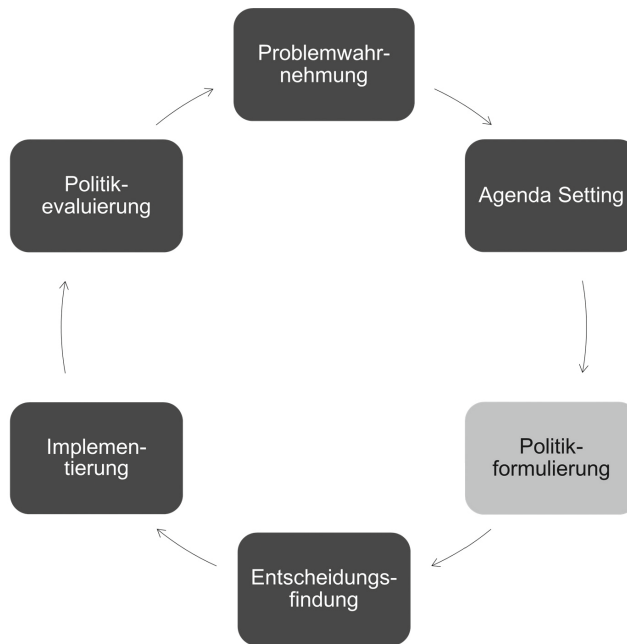 Problemwahr-
nehmung
Agenda Setting
Politik-
formulierung
Entscheidungs-
findung
Implemen-
tierung
Politik-
evaluierung